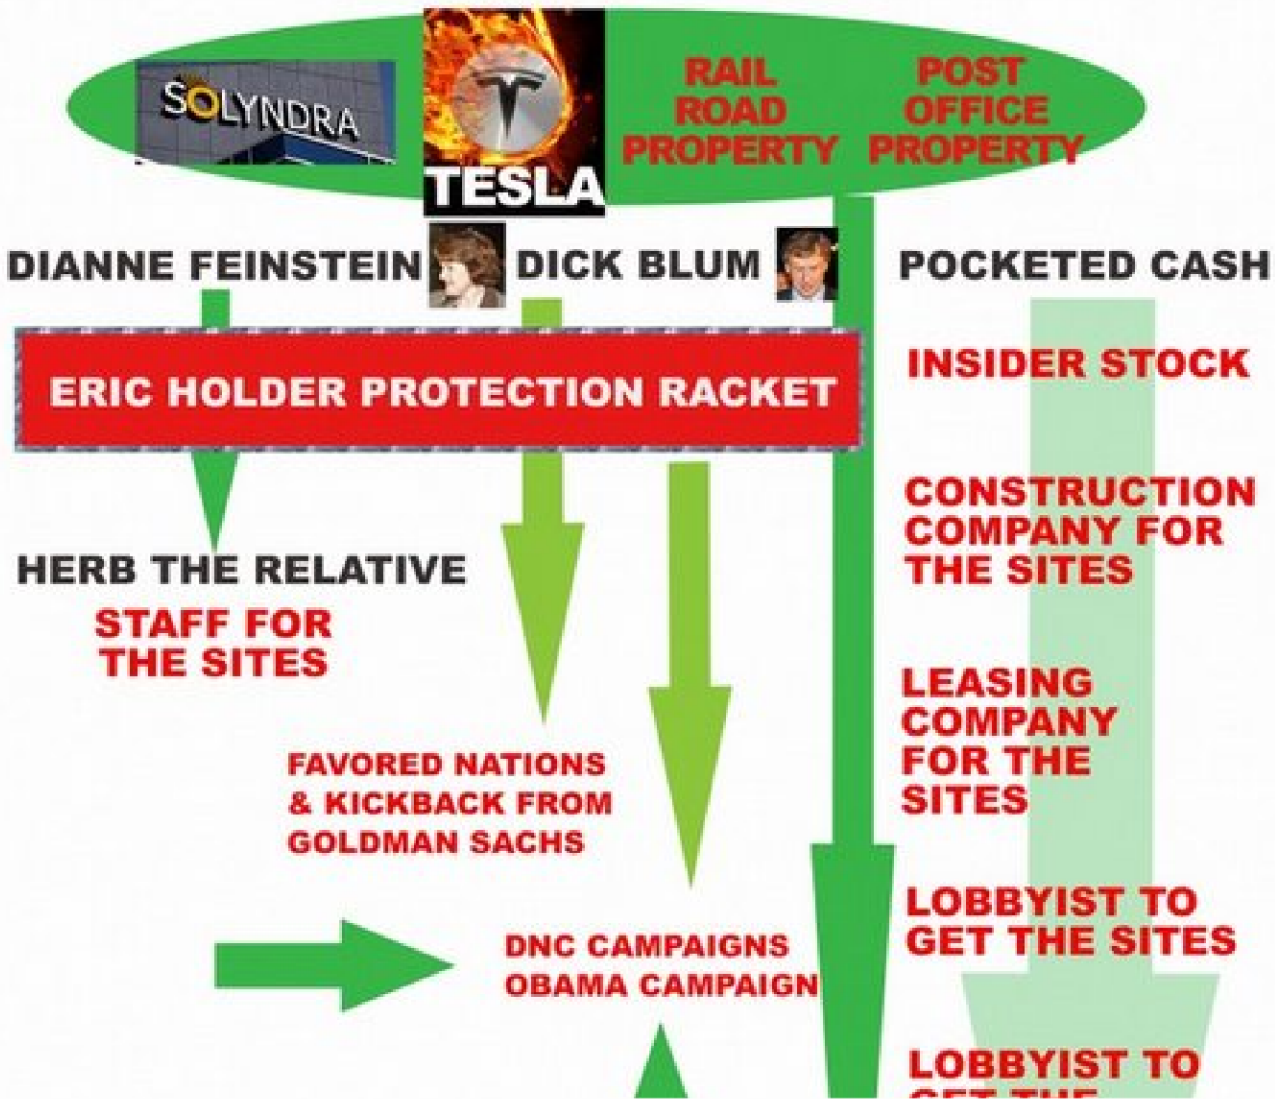 SOLYNDRA
TESLA
RAIL
ROAD
PROPERTY
POST
OFFICE
PROPERTY
DIANNE FEINSTEIN
DICK BLUM
POCKETED CASH
ERIC HOLDER PROTECTION RACKET
INSIDER STOCK
CONSTRUCTION
COMPANY FOR
THE SITES
HERB THE RELATIVE
STAFF FOR
THE SITES
LEASING
COMPANY
FOR THE
SITES
FAVORED NATIONS
& KICKBACK FROM
GOLDMAN SACHS
LOBBYIST TO
GET THE SITES
DNC CAMPAIGNS
OBAMA CAMPAIGN
LOBBYIST TO
GET THE